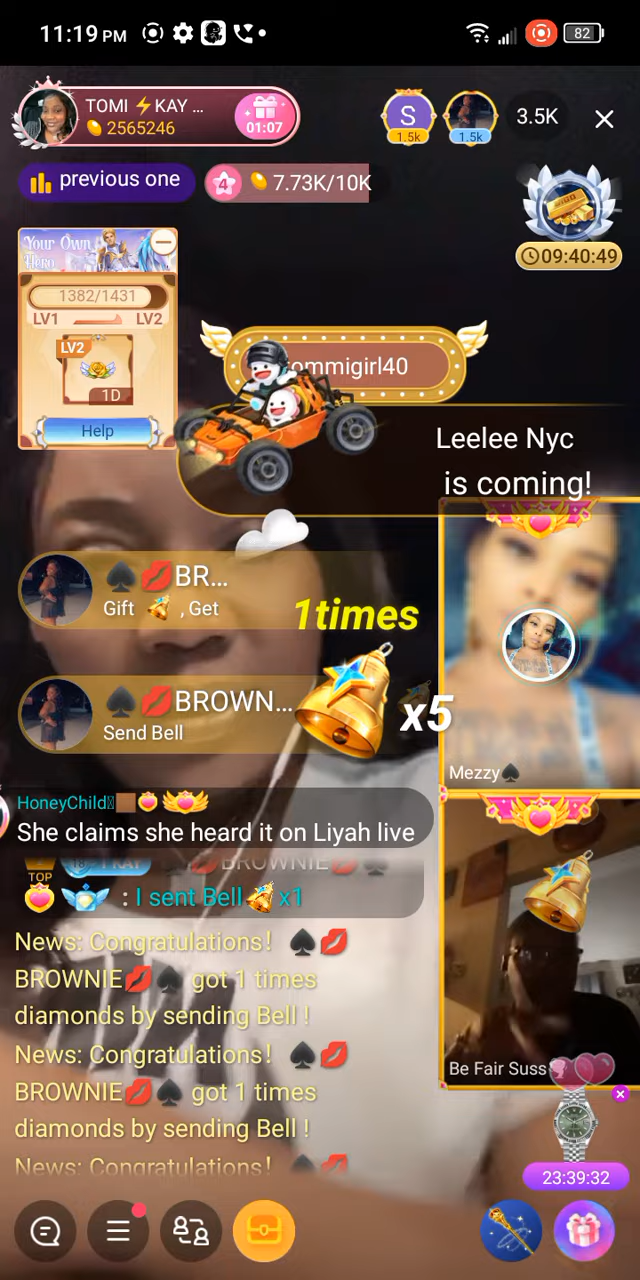 11:19 PM
82
TOMI ⚡KAY ...
2565246
01:07
S
1.5k
1.5k
3.5K
previous one
4
7.73K/10K
09:40:49
Your Own
Hero
1382/1431
LV1
LV2
LV2
1D
Help
ommigirl40
Leelee Nyc
is coming!
♠️💋BR...
Gift , Get
1times
♠️💋BROWN...
Send Bell
x5
Mezzy♠️
HoneyChild
She claims she heard it on Liyah live
TOP
18 KAY
BROWNIE💋♠️
: I sent Bell x1
News: Congratulations! ♠️💋
BROWNIE💋♠️ got 1 times
diamonds by sending Bell !
News: Congratulations! ♠️💋
BROWNIE💋♠️ got 1 times
diamonds by sending Bell !
News: Congratulations! ♠️💋
Be Fair Suss
23:39:32